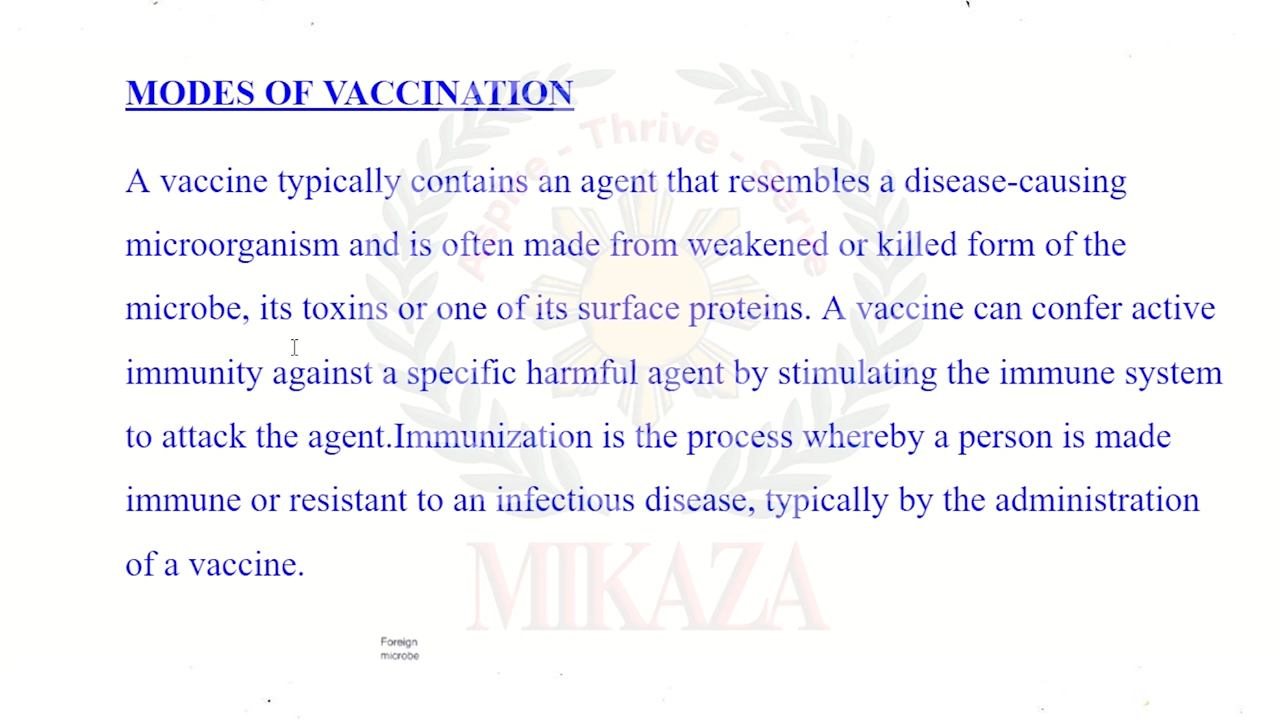 MODES OF VACCINATION
Aspire - Thrive - Serve
A vaccine typically contains an agent that resembles a disease-causing
microorganism and is often made from weakened or killed form of the
microbe, its toxins or one of its surface proteins. A vaccine can confer active
immunity against a specific harmful agent by stimulating the immune system
to attack the agent.Immunization is the process whereby a person is made
immune or resistant to an infectious disease, typically by the administration
of a vaccine.
MIKAZA
Foreign
microbe